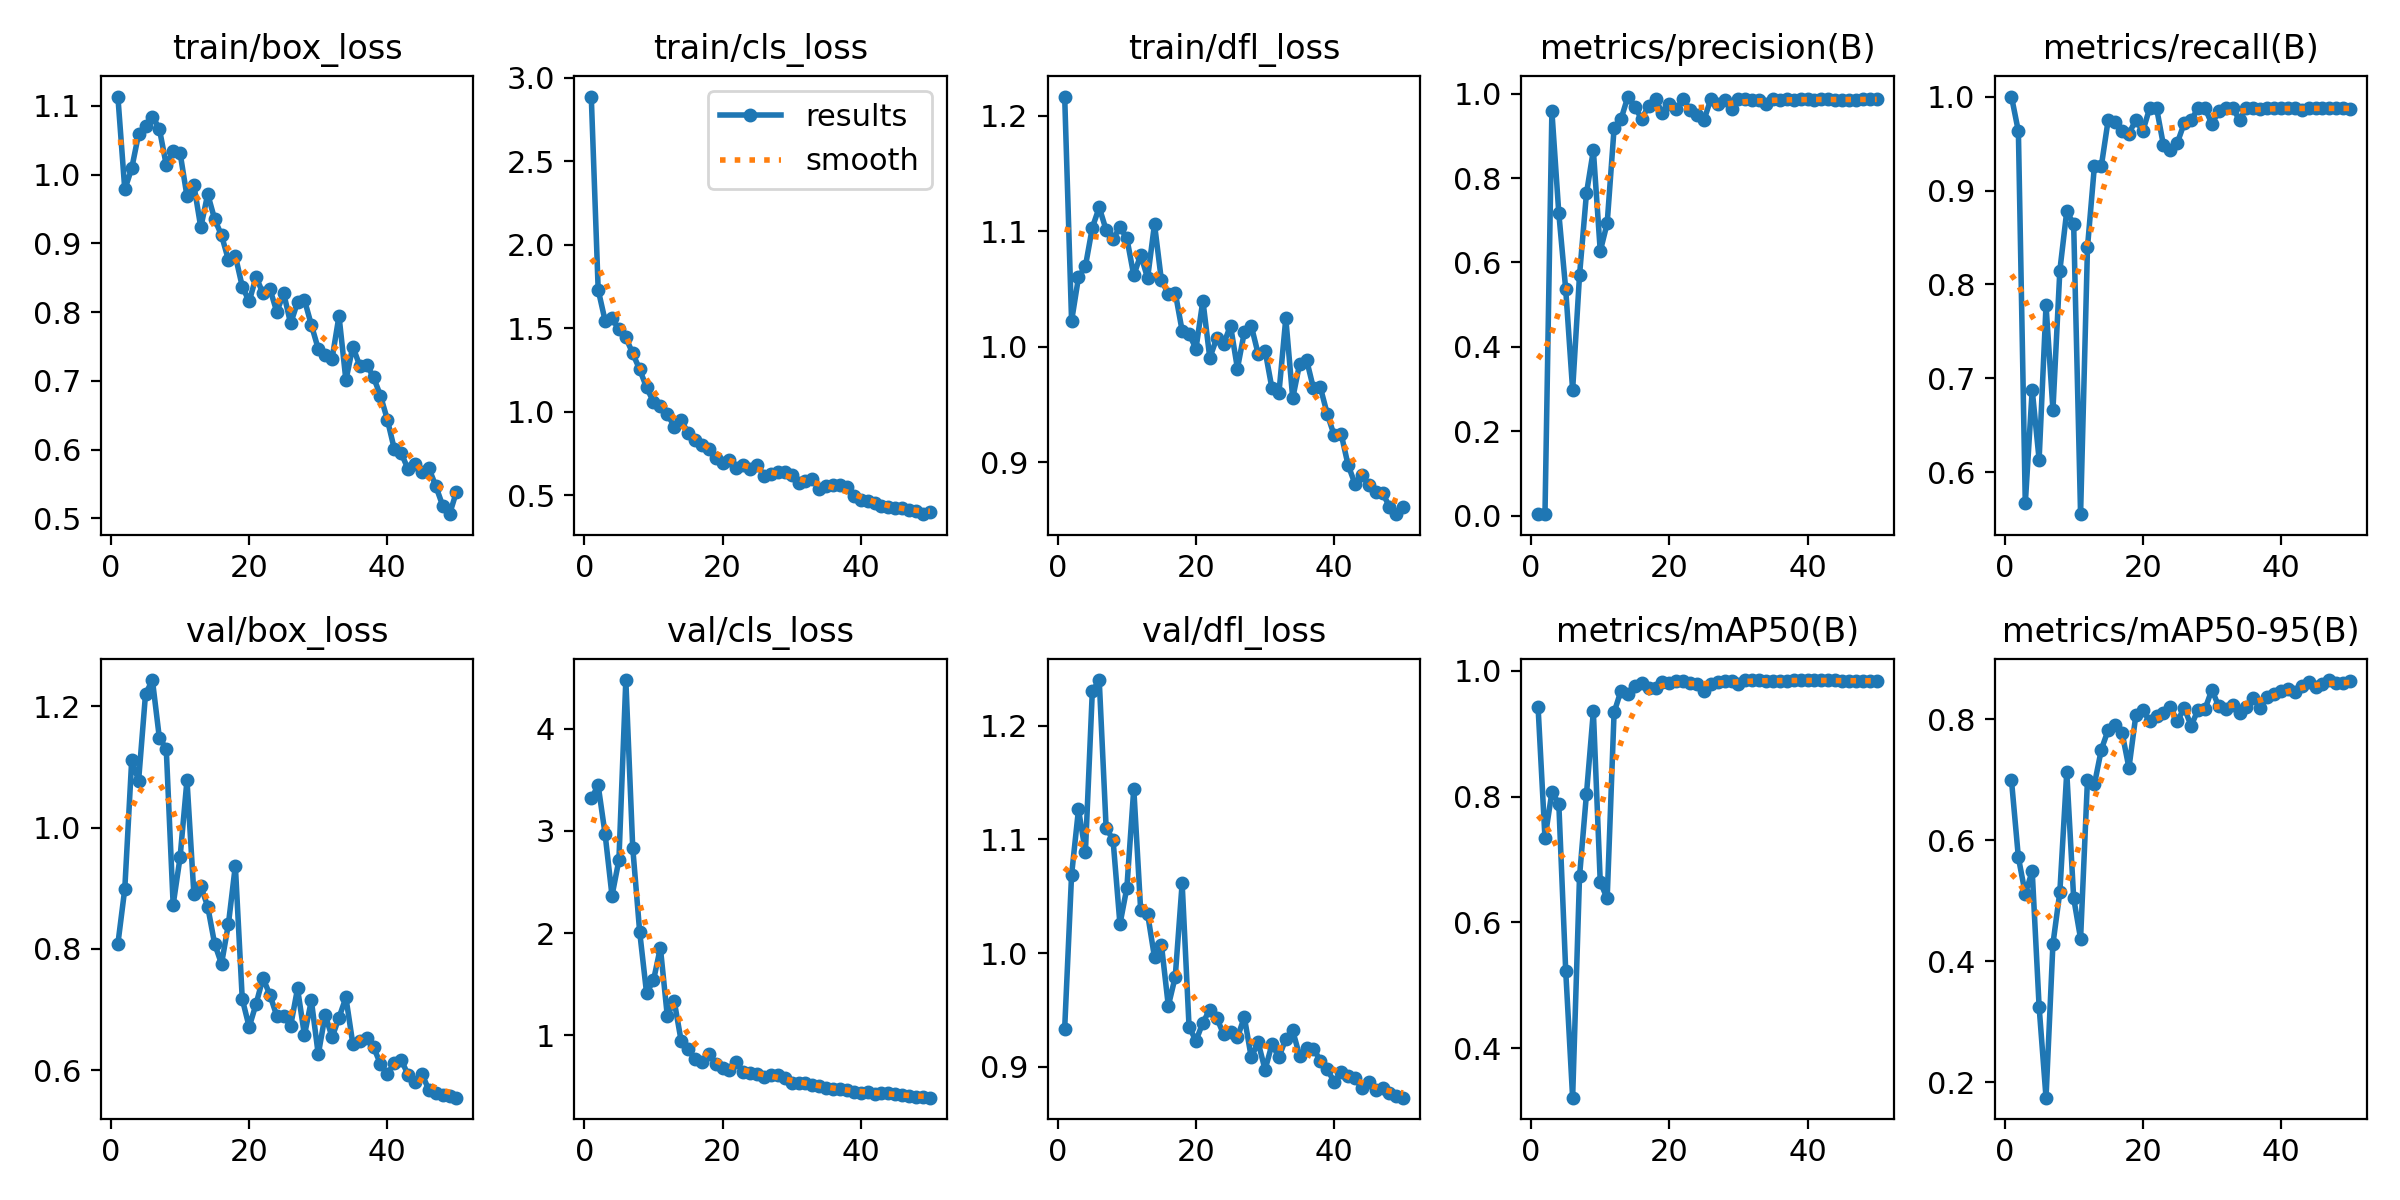 train/box_loss
train/cls_loss
train/dfl_loss
metrics/precision(B)
metrics/recall(B)
1.1
1.0
0.9
0.8
0.7
0.6
0.5
0 20 40
3.0
2.5
2.0
1.5
1.0
0.5
0 20 40
results
smooth
1.2
1.1
1.0
0.9
0 20 40
1.0
0.8
0.6
0.4
0.2
0.0
0 20 40
1.0
0.9
0.8
0.7
0.6
0 20 40
val/box_loss
val/cls_loss
val/dfl_loss
metrics/mAP50(B)
metrics/mAP50-95(B)
1.2
1.0
0.8
0.6
0 20 40
4
3
2
1
0 20 40
1.2
1.1
1.0
0.9
0 20 40
1.0
0.8
0.6
0.4
0 20 40
0.8
0.6
0.4
0.2
0 20 40